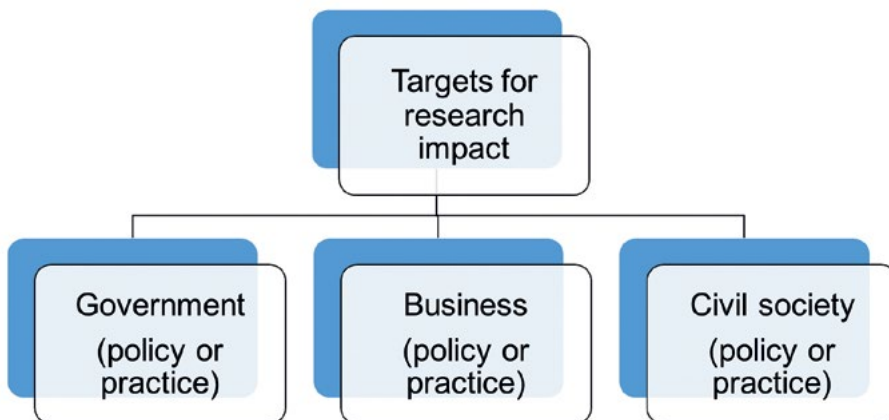 Targets for
research
impact
Government
(policy or
practice)
Business
(policy or
practice)
Civil society
(policy or
practice)